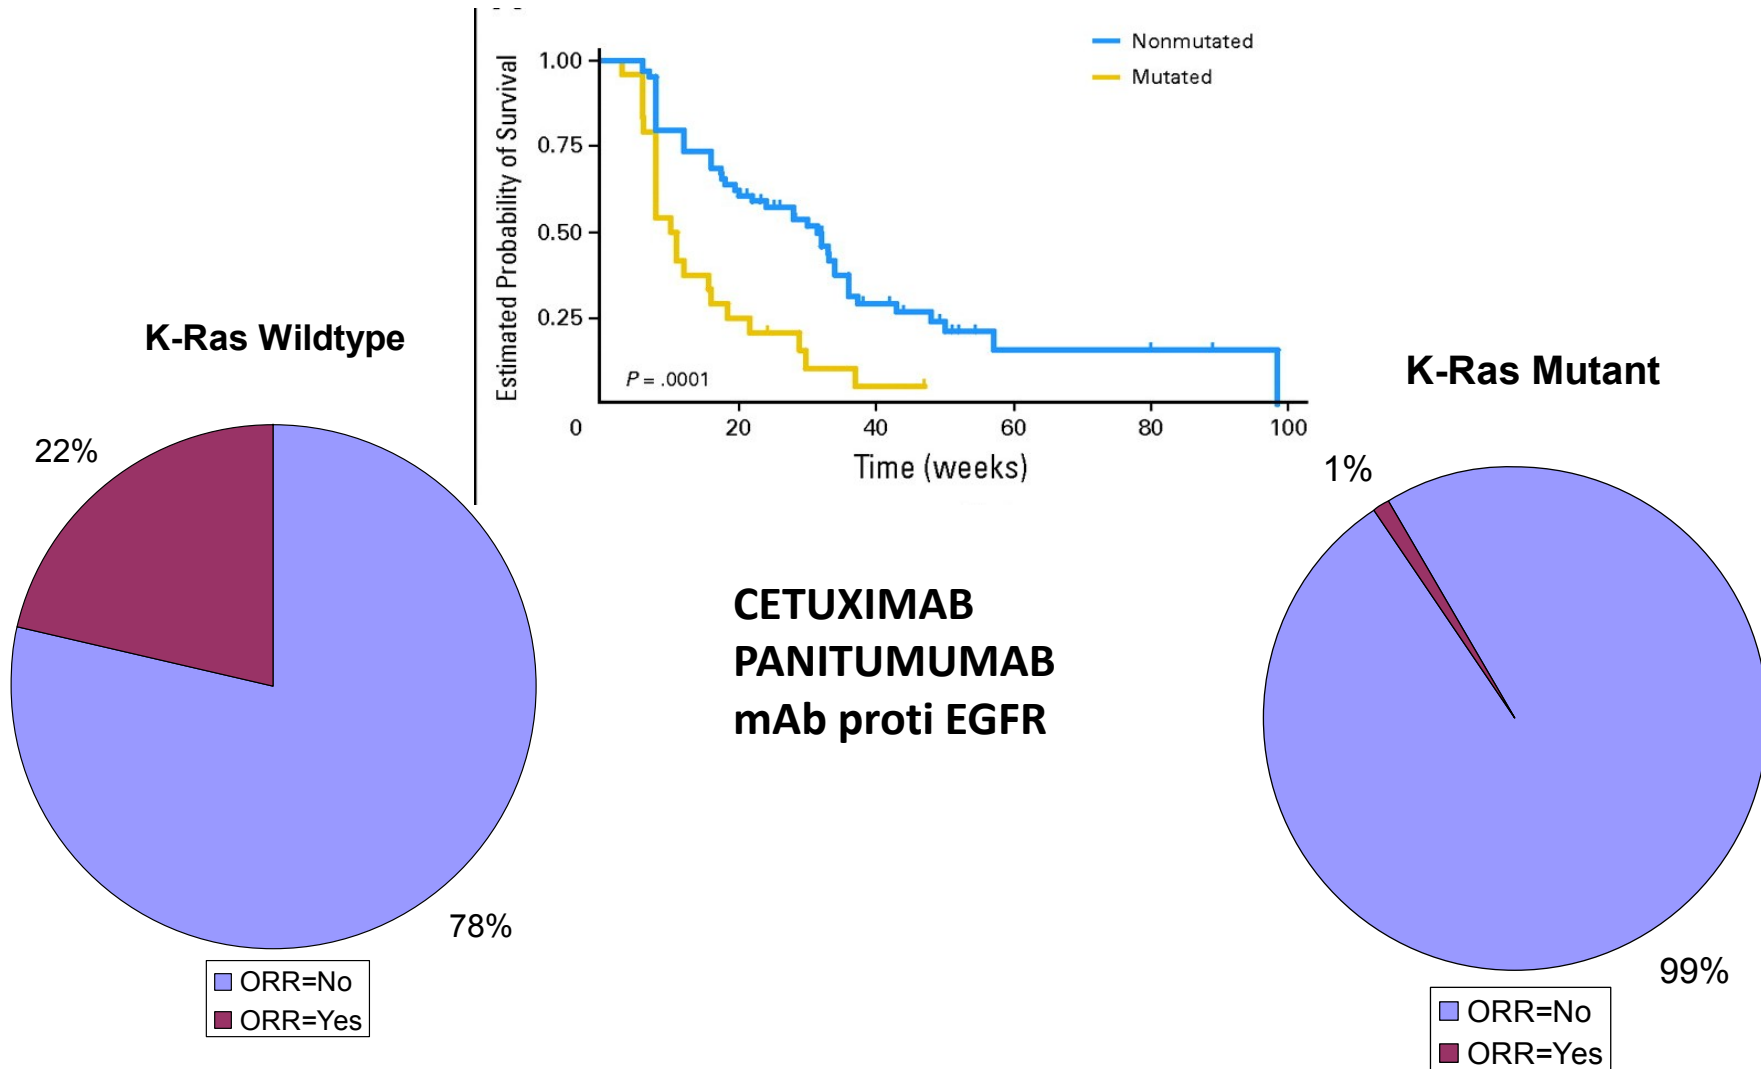 Nonmutated
Mutated
Estimated Probability of Survival
1.00
0.75
0.50
0.25
P = .0001
0 20 40 60 80 100
Time (weeks)
K-Ras Wildtype
22%
78%
ORR=No
ORR=Yes
CETUXIMAB
PANITUMUMAB
mAb proti EGFR
K-Ras Mutant
1%
99%
ORR=No
ORR=Yes